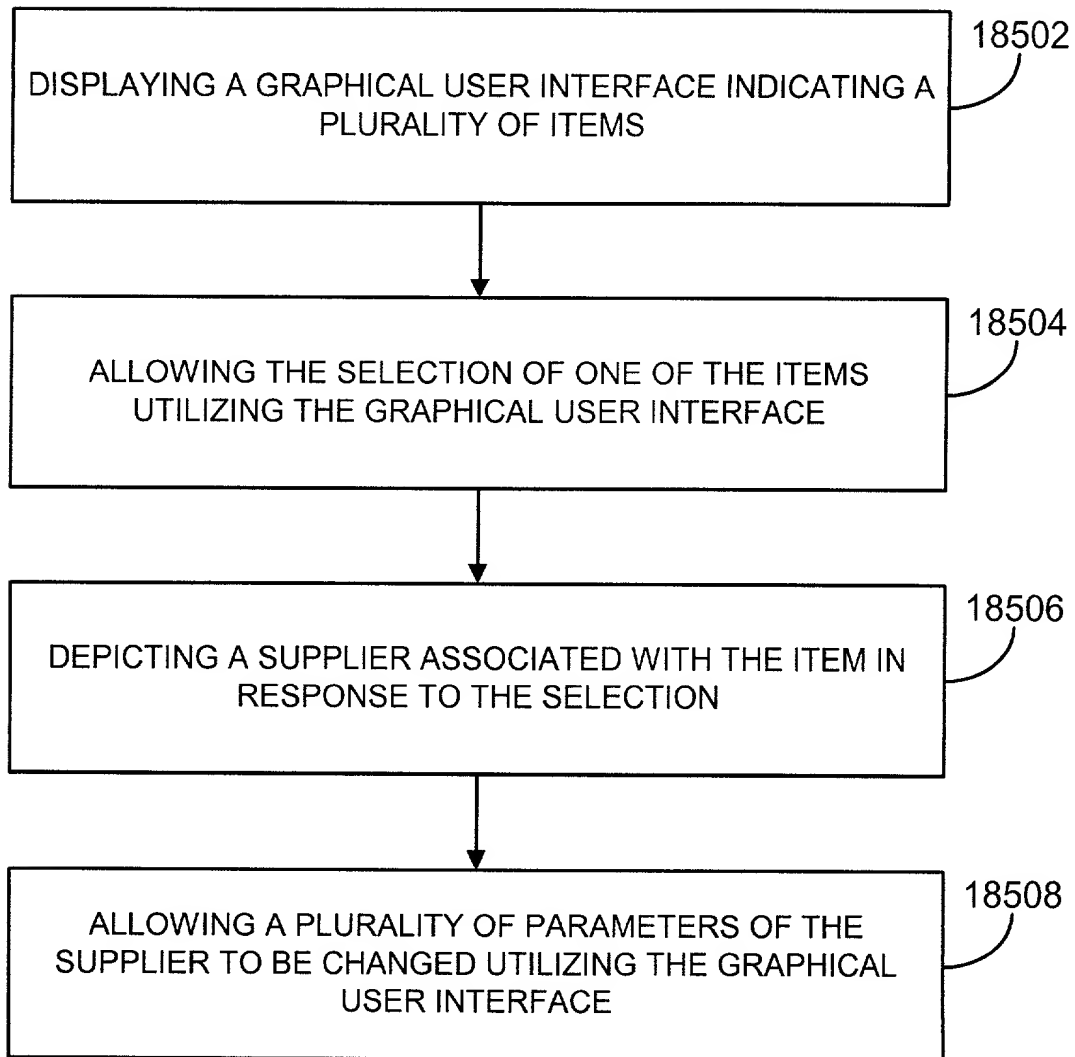 18502
DISPLAYING A GRAPHICAL USER INTERFACE INDICATING A
PLURALITY OF ITEMS
18504
ALLOWING THE SELECTION OF ONE OF THE ITEMS
UTILIZING THE GRAPHICAL USER INTERFACE
18506
DEPICTING A SUPPLIER ASSOCIATED WITH THE ITEM IN
RESPONSE TO THE SELECTION
18508
ALLOWING A PLURALITY OF PARAMETERS OF THE
SUPPLIER TO BE CHANGED UTILIZING THE GRAPHICAL
USER INTERFACE